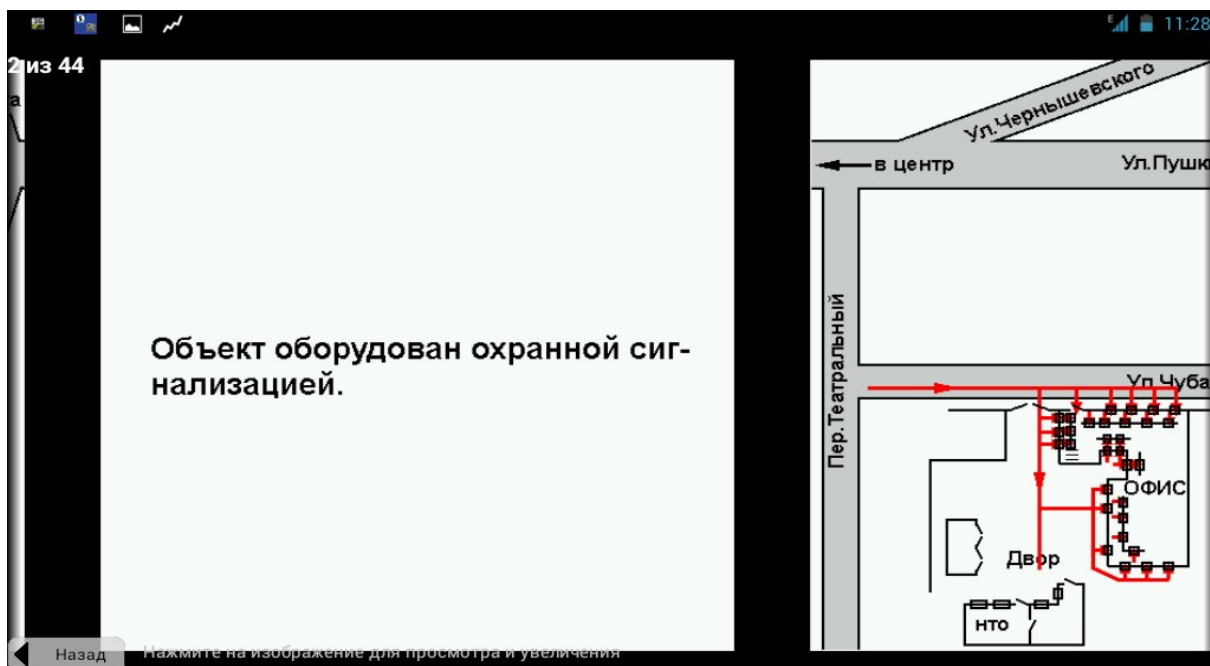 11:28
2 из 44
а
Объект оборудован охранной сиг-
нализацией.
Ул.Чернышевского
в центр
Ул.Пушк
Пер.Театральный
Ул Чуба
ОФИС
Двор
нто
Назад
Нажмите на изображение для просмотра и увеличения